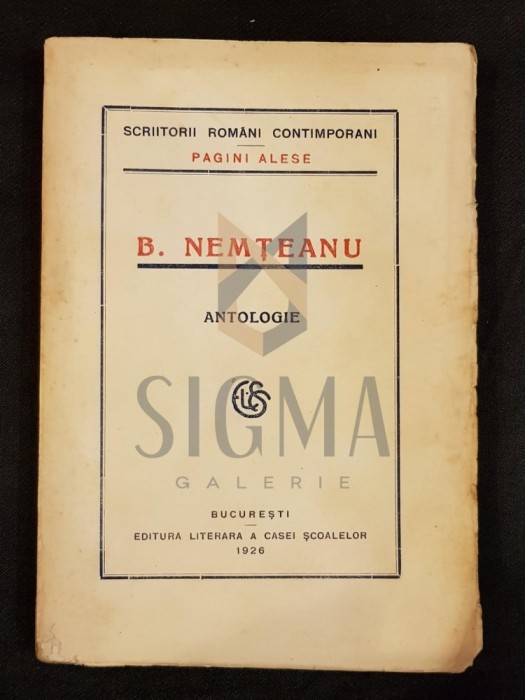 SCRIITORII ROMÂNI CONTIMPORANI
PAGINI ALESE
B. NEMȚEANU
ANTOLOGIE
SIGMA
GALERIE
BUCUREȘTI
EDITURA LITERARA A CASEI ȘCOALELOR
1926